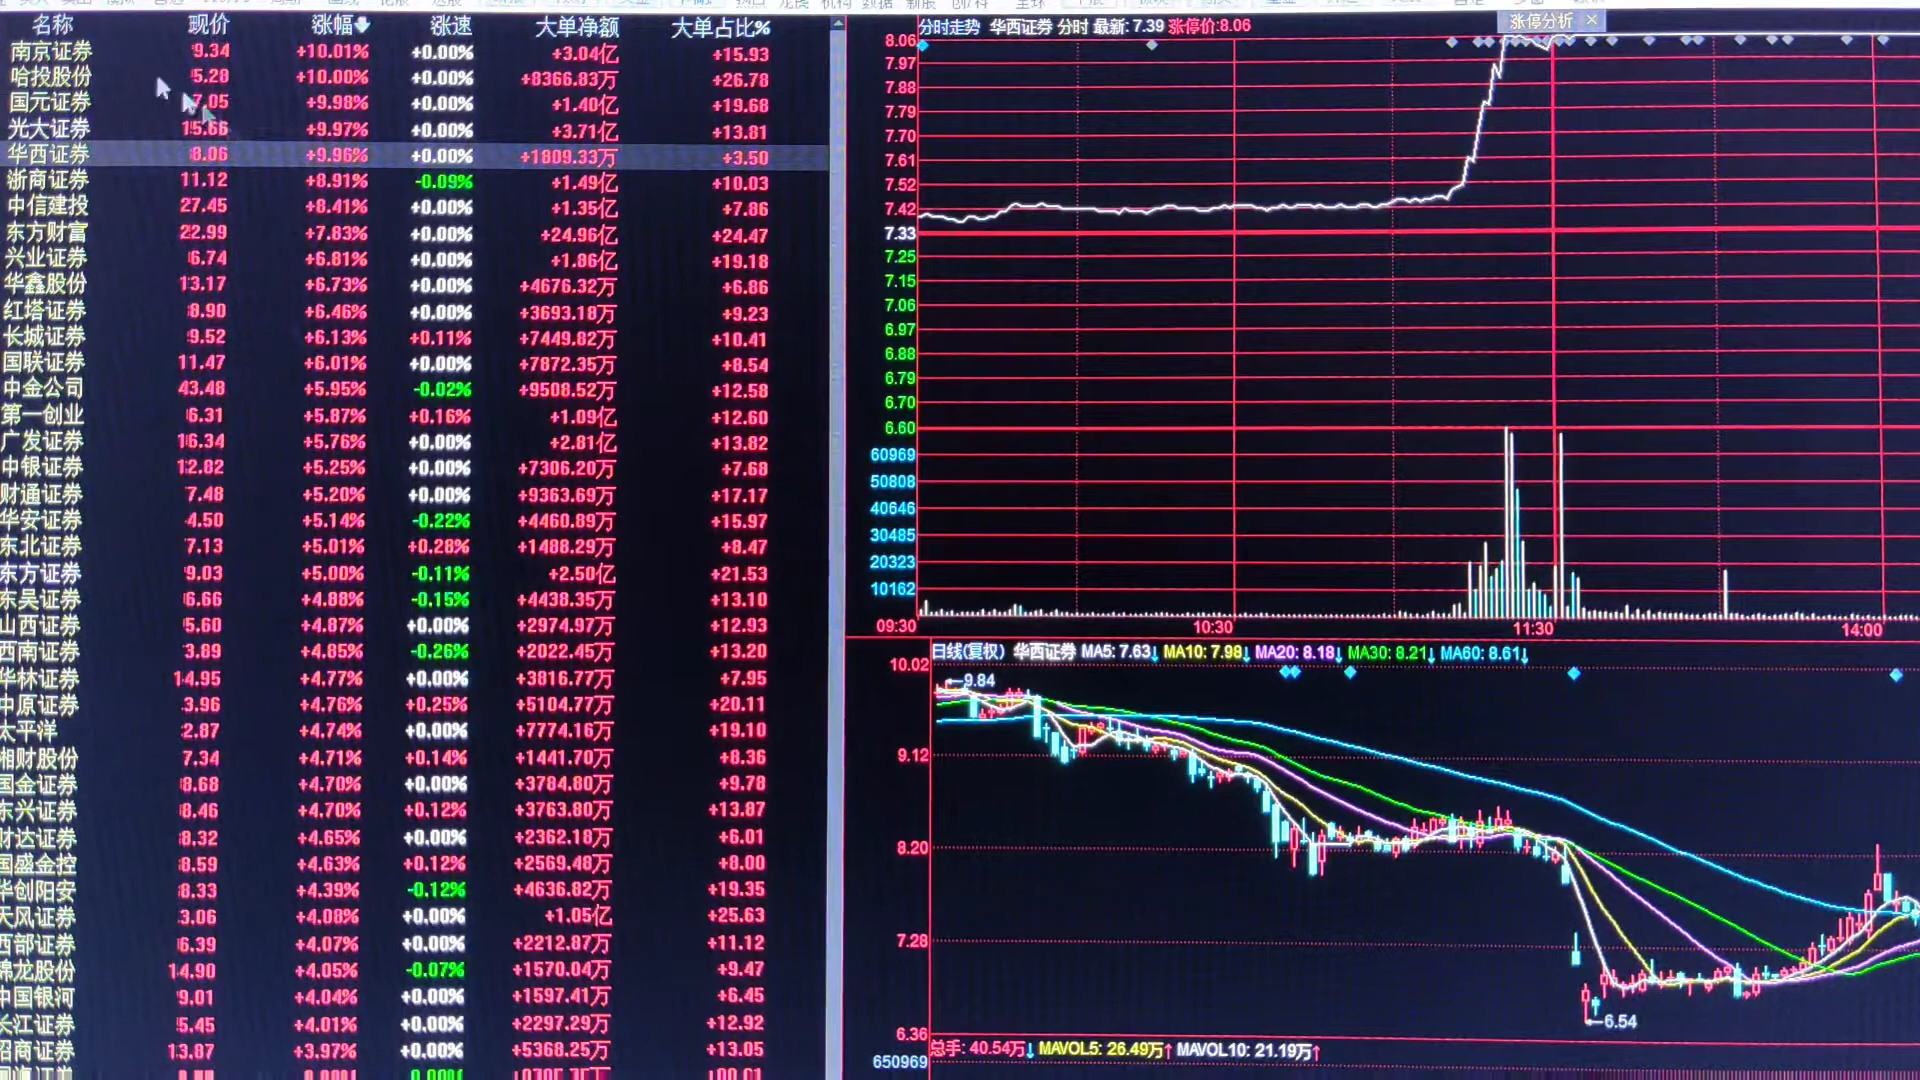 名称 现价 涨幅 涨速 大单净额 大单占比%
南京证券 9.34 +10.01% +0.00% +3.04亿 +15.93
哈投股份 5.28 +10.00% +0.00% +8366.83万 +26.78
国元证券 7.05 +9.98% +0.00% +1.40亿 +19.68
光大证券 15.66 +9.97% +0.00% +3.71亿 +13.81
华西证券 8.06 +9.96% +0.00% +1809.33万 +3.50
浙商证券 11.12 +8.91% -0.09% +1.49亿 +10.03
中信建投 27.45 +8.41% +0.00% +1.35亿 +7.86
东方财富 22.99 +7.83% +0.00% +24.96亿 +24.47
兴业证券 6.74 +6.81% +0.00% +1.86亿 +19.18
华鑫股份 13.17 +6.73% +0.00% +4676.32万 +6.86
红塔证券 8.90 +6.46% +0.00% +3693.18万 +9.23
长城证券 9.52 +6.13% +0.11% +7449.82万 +10.41
国联证券 11.47 +6.01% +0.00% +7872.35万 +8.54
中金公司 43.48 +5.95% -0.02% +9508.52万 +12.58
第一创业 6.31 +5.87% +0.16% +1.09亿 +12.60
广发证券 16.34 +5.76% +0.00% +2.81亿 +13.82
中银证券 12.82 +5.25% +0.00% +7306.20万 +7.68
财通证券 7.48 +5.20% +0.00% +9363.69万 +17.17
华安证券 4.50 +5.14% -0.22% +4460.89万 +15.97
东北证券 7.13 +5.01% +0.28% +1488.29万 +8.47
东方证券 9.03 +5.00% -0.11% +2.50亿 +21.53
东吴证券 6.66 +4.88% -0.15% +4438.35万 +13.10
山西证券 5.60 +4.87% +0.00% +2974.97万 +12.93
西南证券 3.89 +4.85% -0.26% +2022.45万 +13.20
华林证券 14.95 +4.77% +0.00% +3816.77万 +7.95
中原证券 3.96 +4.76% +0.25% +5104.77万 +20.11
太平洋 2.87 +4.74% +0.00% +7774.16万 +19.10
湘财股份 7.34 +4.71% +0.14% +1441.70万 +8.36
国金证券 8.68 +4.70% +0.00% +3784.80万 +9.78
东兴证券 8.46 +4.70% +0.12% +3763.80万 +13.87
财达证券 8.32 +4.65% +0.00% +2362.18万 +6.01
国盛金控 8.59 +4.63% +0.12% +2569.48万 +8.00
华创阳安 8.33 +4.39% -0.12% +4636.82万 +19.35
天风证券 3.06 +4.08% +0.00% +1.05亿 +25.63
西部证券 6.39 +4.07% +0.00% +2212.87万 +11.12
锦龙股份 14.90 +4.05% -0.07% +1570.04万 +9.47
中国银河 9.01 +4.04% +0.00% +1597.41万 +6.45
长江证券 5.45 +4.01% +0.00% +2297.29万 +12.92
招商证券 13.87 +3.97% +0.00% +5368.25万 +13.05
涨停分析 ×
分时走势 华西证券 分时 最新:7.39 涨停价:8.06
8.06
7.97
7.88
7.79
7.70
7.61
7.52
7.42
7.33
7.25
7.15
7.06
6.97
6.88
6.79
6.70
6.60
60969
50808
40646
30485
20323
10162
09:30 10:30 11:30 14:00
日线(复权) 华西证券 MA5: 7.63↓ MA10: 7.98↓ MA20: 8.18↓ MA30: 8.21↓ MA60: 8.61↓
10.02
←9.84
9.12
8.20
7.28
←6.54
6.36
总手: 40.54万↓ MAVOL5: 26.49万↑ MAVOL10: 21.19万↑
650969